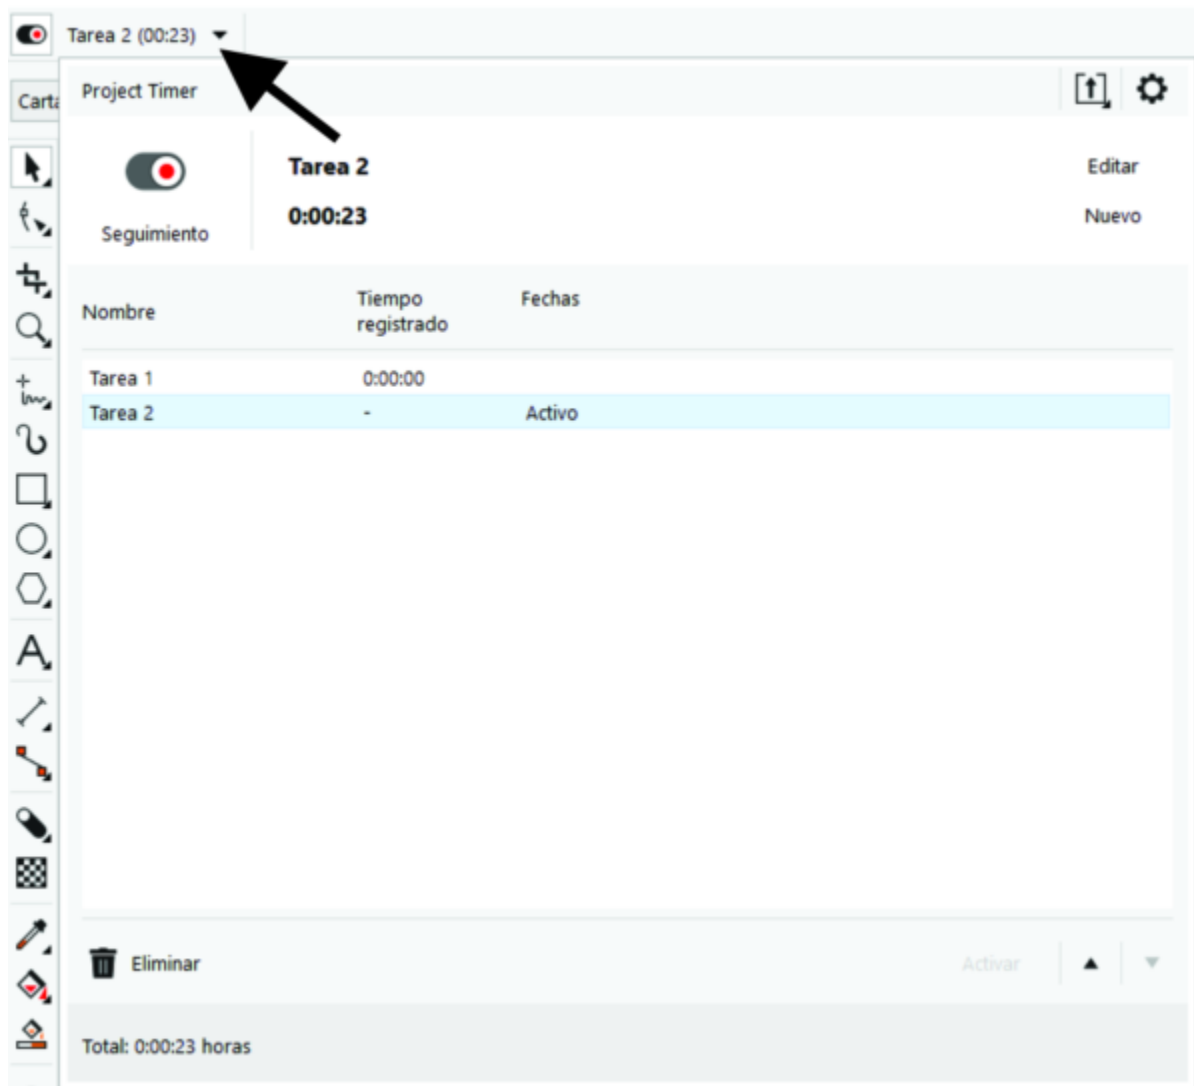 Tarea 2 (00:23)
Project Timer
Tarea 2
Editar
0:00:23
Nuevo
Seguimiento
Nombre
Tiempo
registrado
Fechas
Tarea 1 0:00:00
Tarea 2 - Activo
Eliminar
Activar
Total: 0:00:23 horas